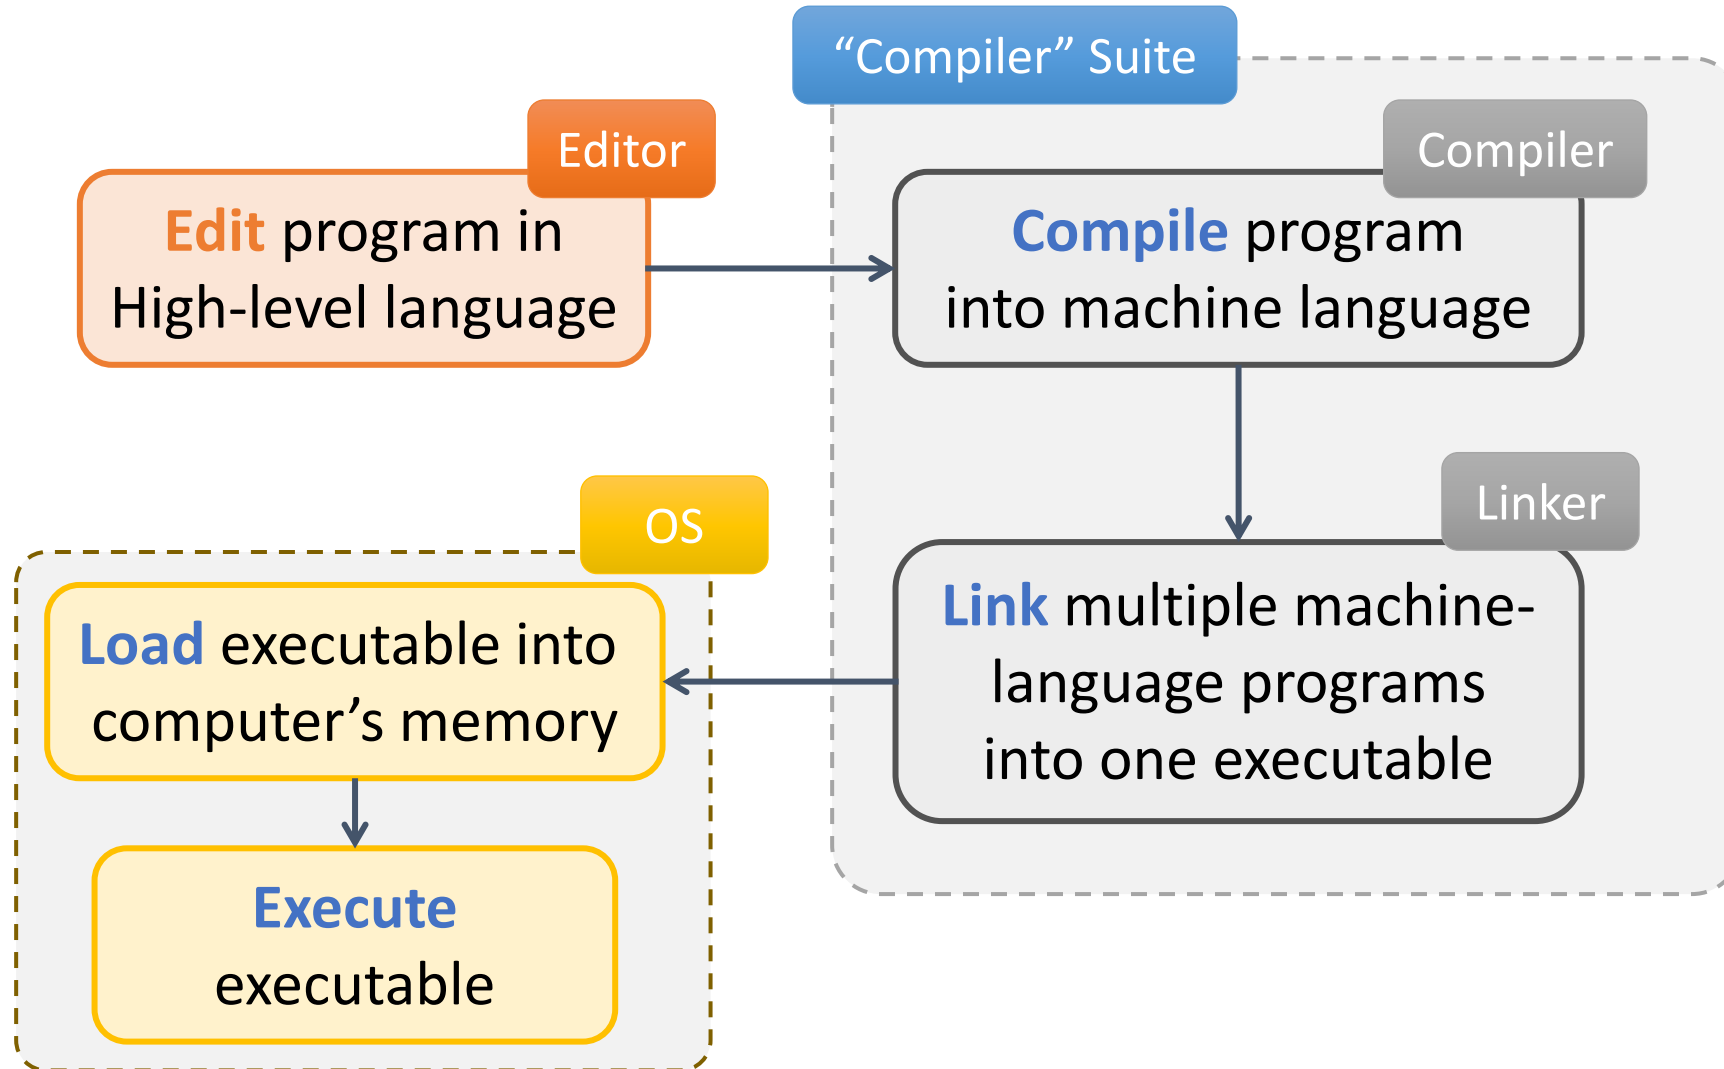 “Compiler” Suite
Editor
Edit program in
High-level language
Compiler
Compile program
into machine language
Linker
Link multiple machine-
language programs
into one executable
OS
Load executable into
computer’s memory
Execute
executable